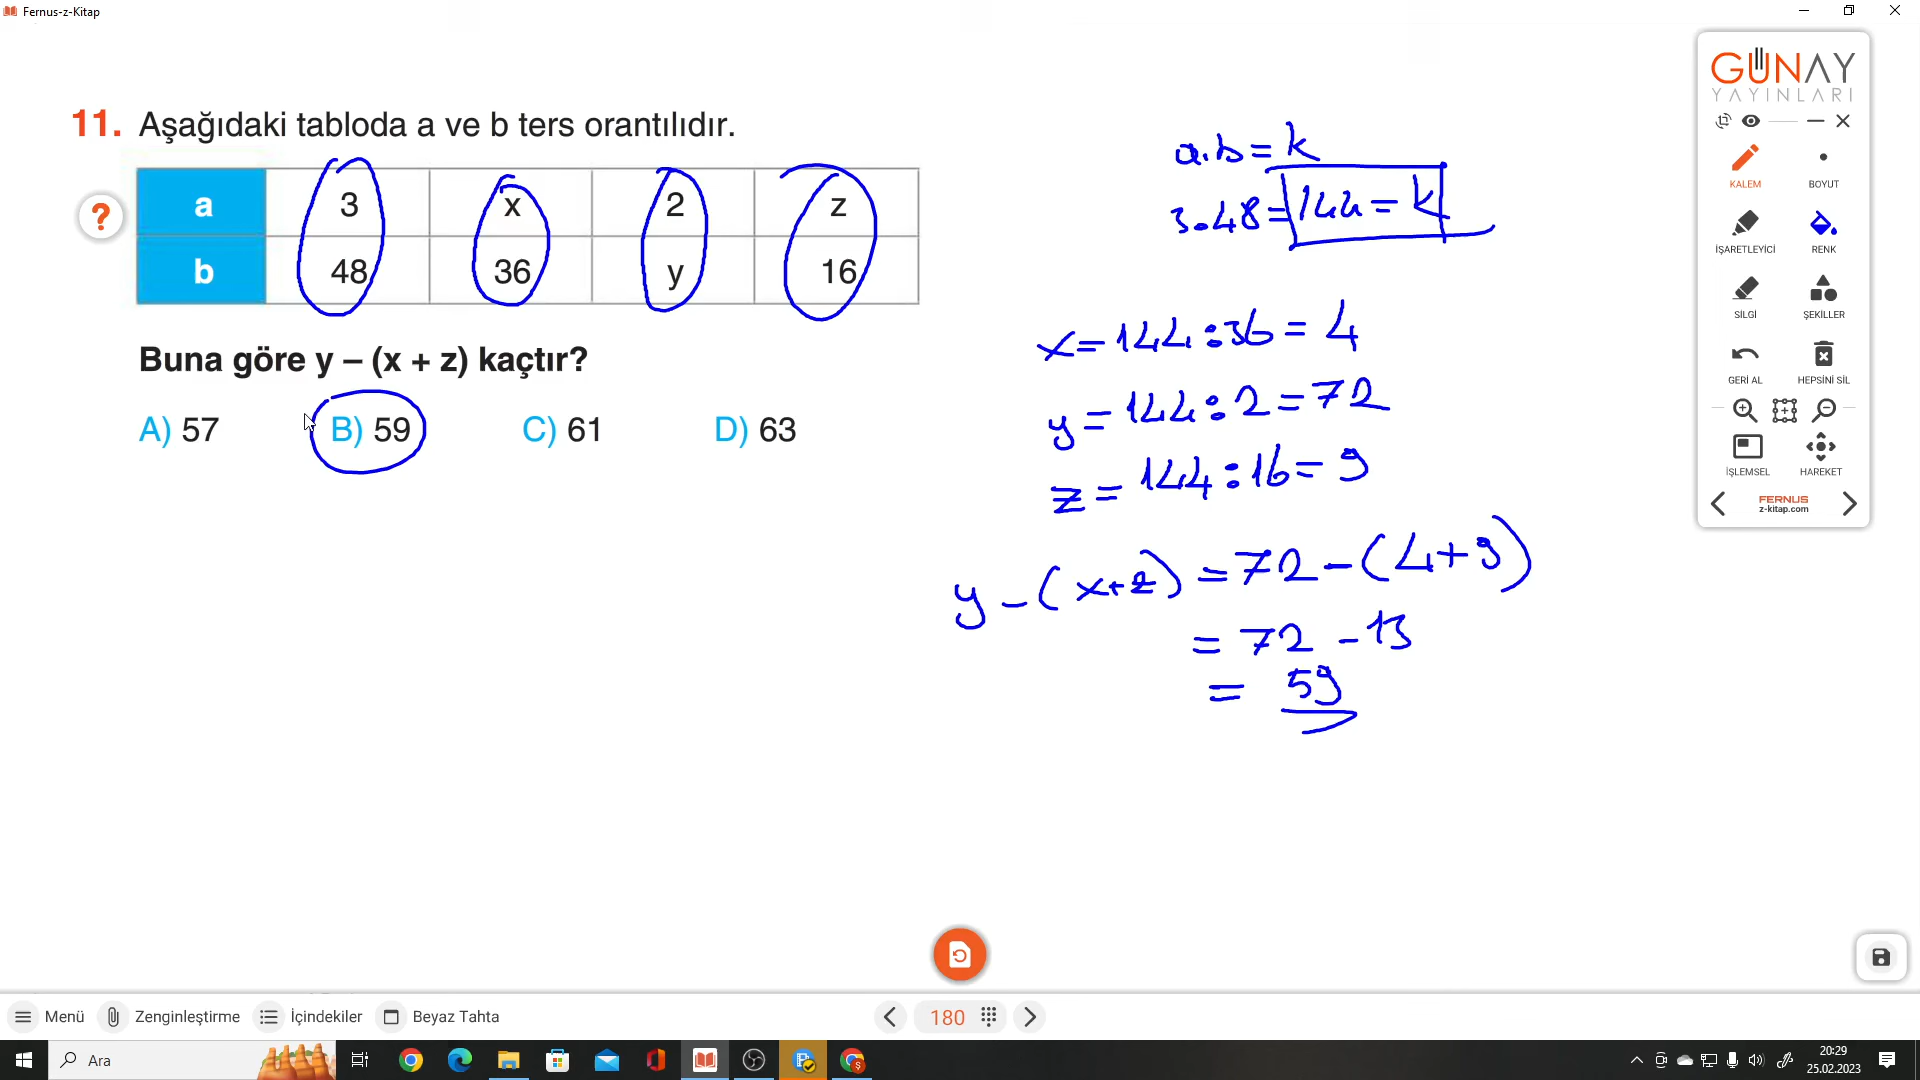 Fernus-z-Kitap
11. Aşağıdaki tabloda a ve b ters orantılıdır.
?
a 3 x 2 z
b 48 36 y 16
Buna göre y – (x + z) kaçtır?
A) 57 B) 59 C) 61 D) 63
a.b = k
3.48 = 144 = k
x = 144 : 36 = 4
y = 144 : 2 = 72
z = 144 : 16 = 9
y - (x+z) = 72 - (4+9)
= 72 - 13
= 59
GÜNAY
YAYINLARI
KALEM BOYUT
İŞARETLEYİCİ RENK
SİLGİ ŞEKİLLER
GERİ AL HEPSİNİ SİL
İŞLEMSEL HAREKET
FERNUS
z-kitap.com
Menü Zenginleştirme İçindekiler Beyaz Tahta 180
Ara
20:29
25.02.2023